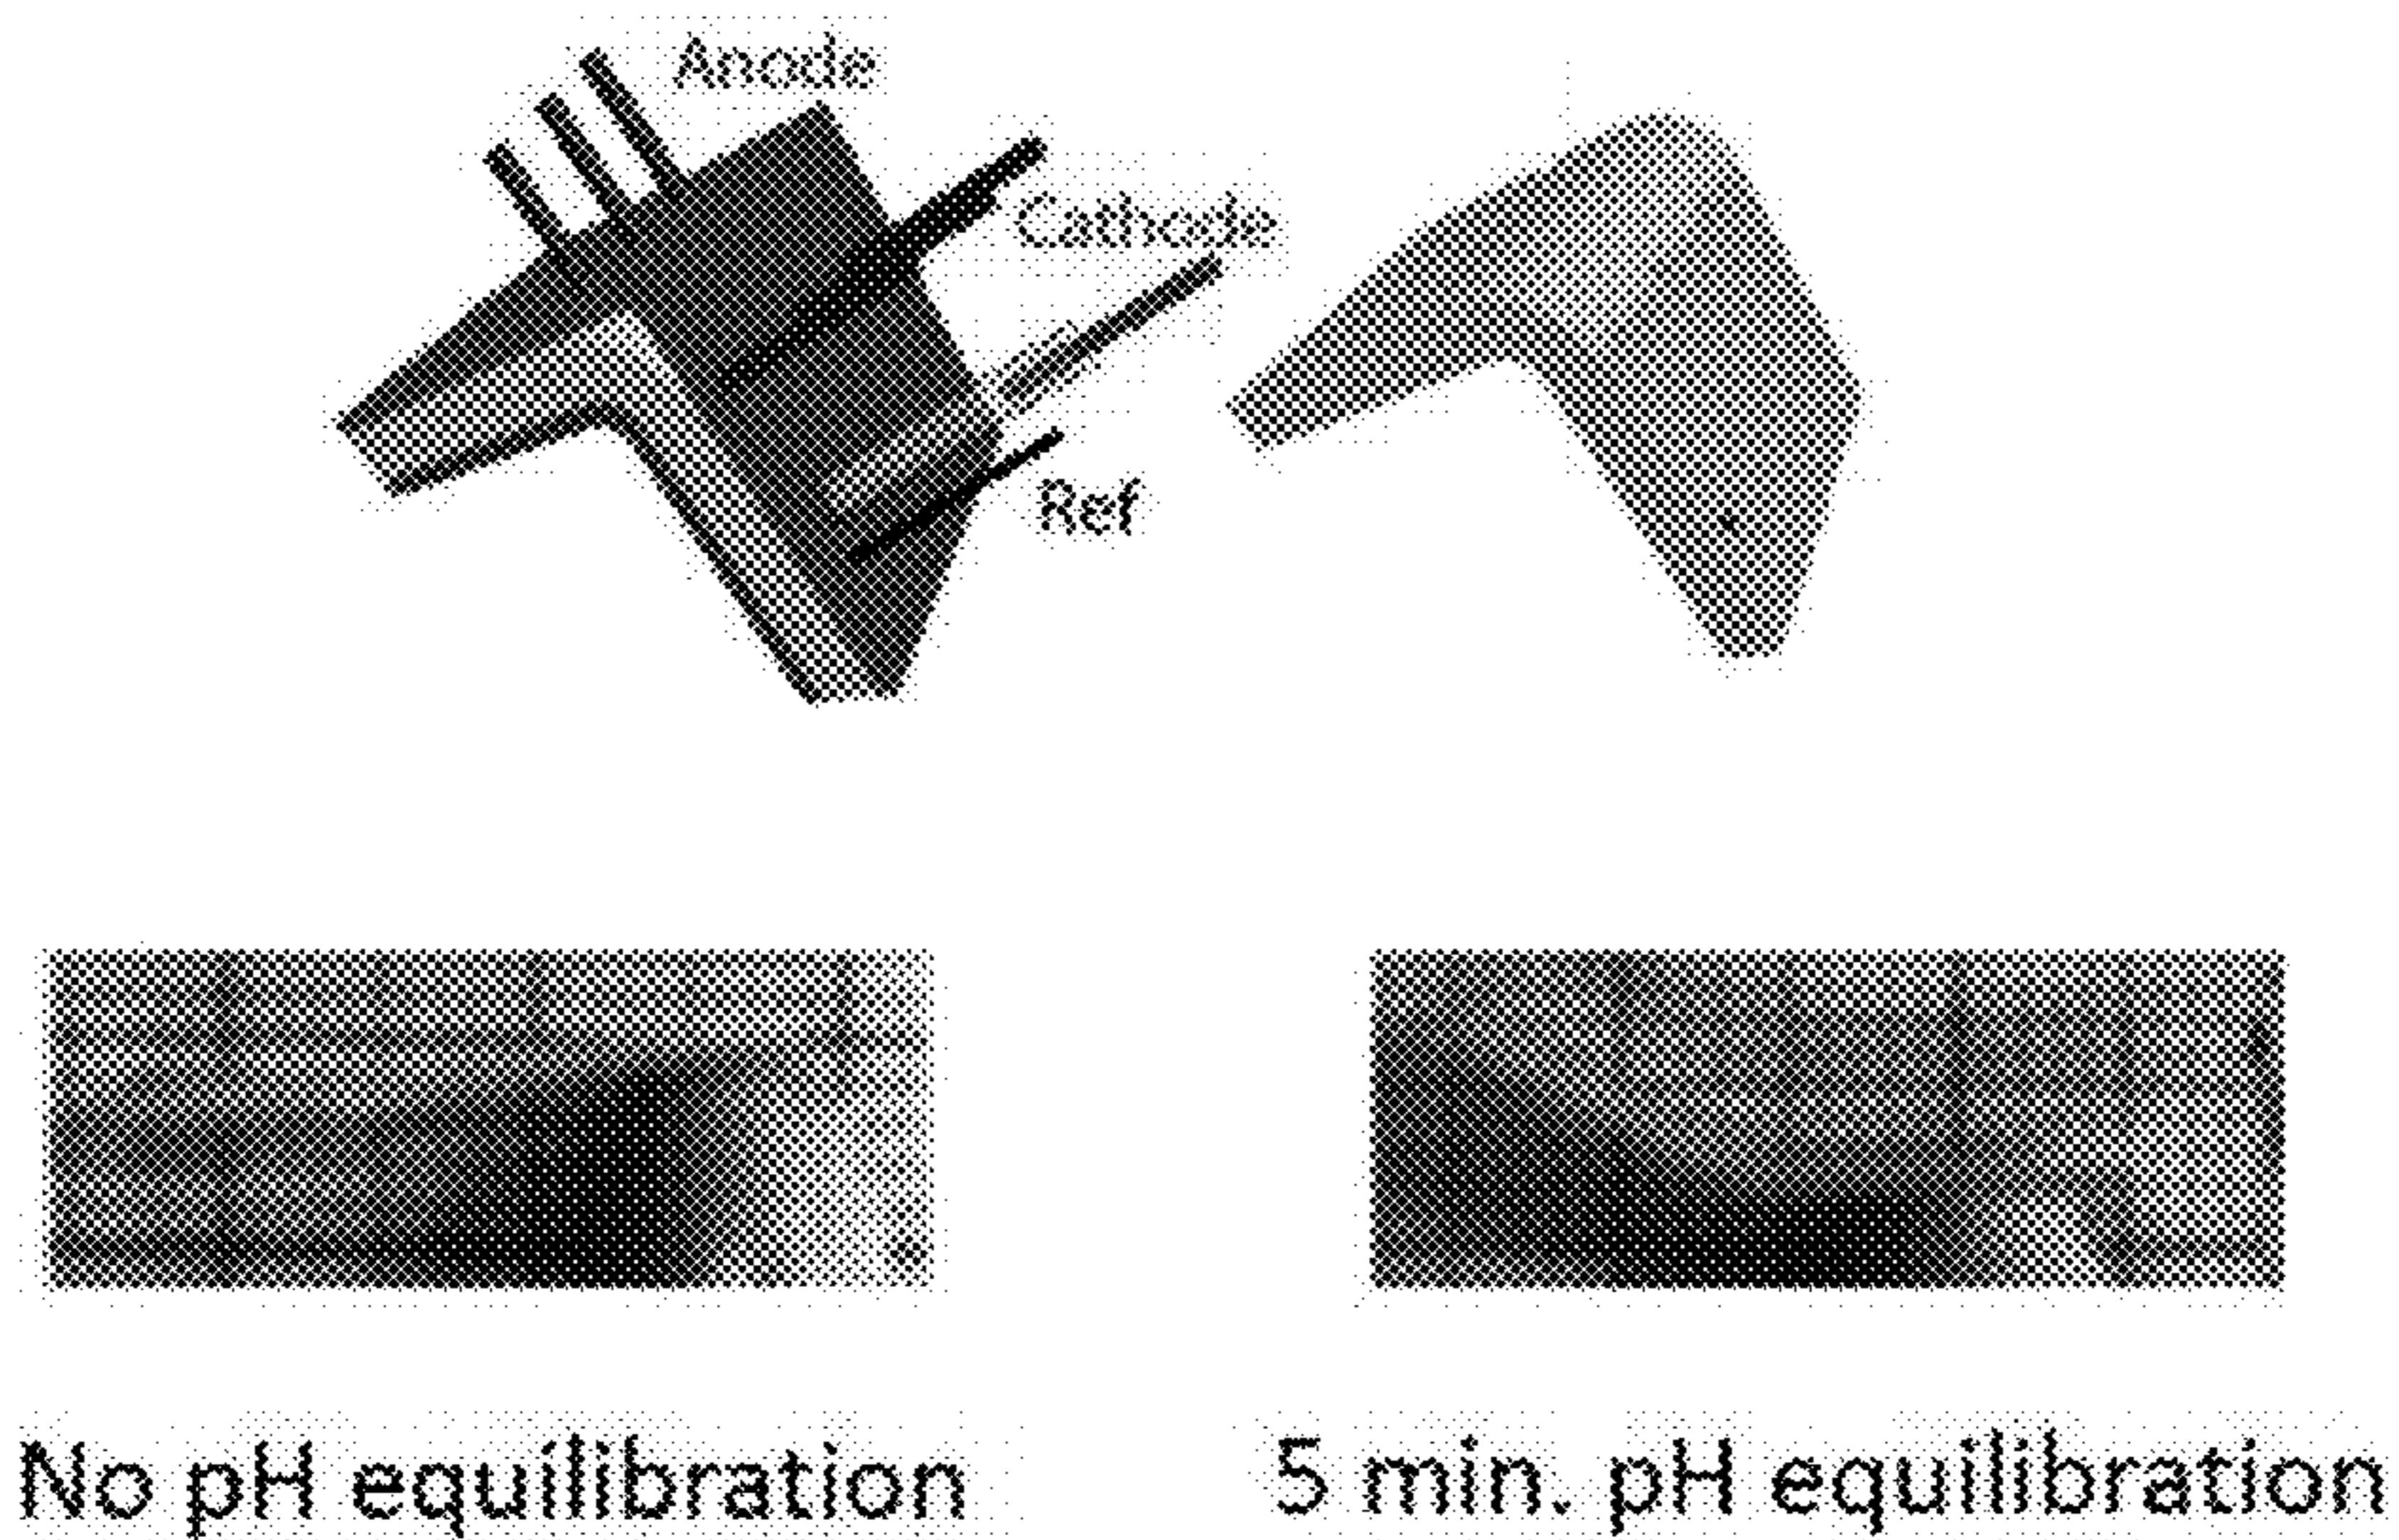 Anode
Cathode
Ref
No pH equilibration
5 min. pH equilibration